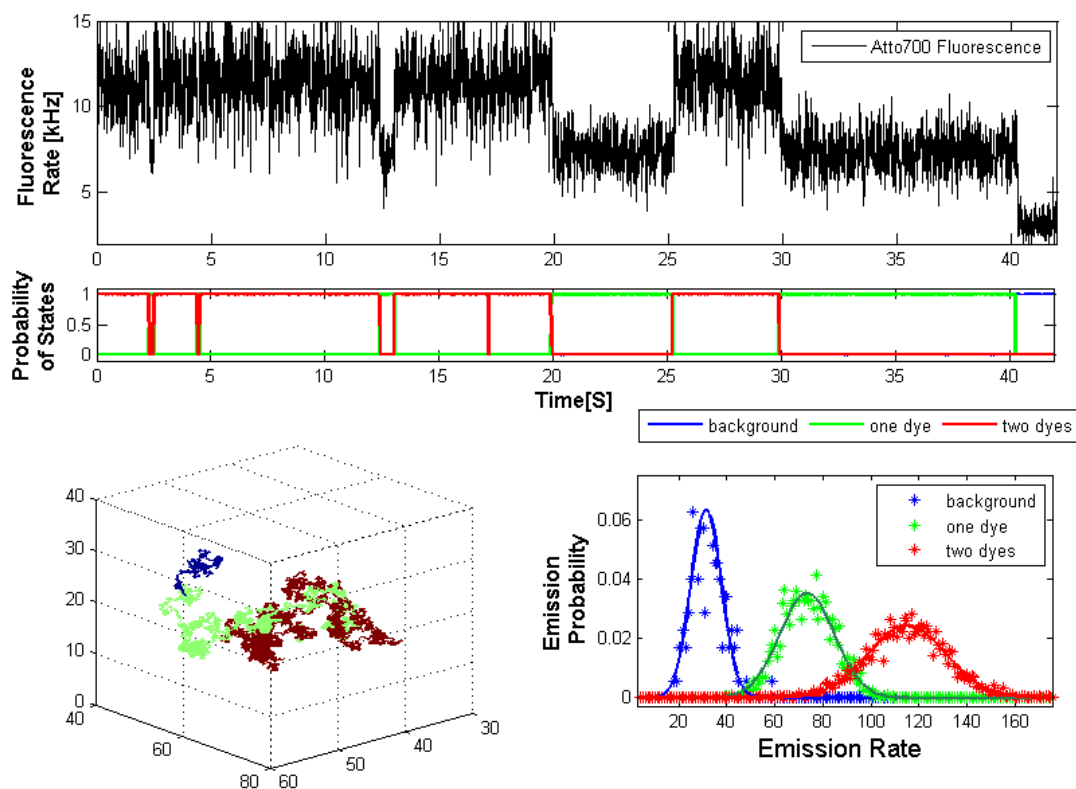 15
10
5
Fluorescence
Rate [kHz]
Atto700 Fluorescence
0 5 10 15 20 25 30 35 40
1
0.5
0
Probability
of States
0 5 10 15 20 25 30 35 40
Time[S]
background one dye two dyes
40
30
20
10
0
40
60
80
60
50
40
30
0.06
0.04
0.02
0
Emission
Probability
background
one dye
two dyes
20 40 60 80 100 120 140 160
Emission Rate